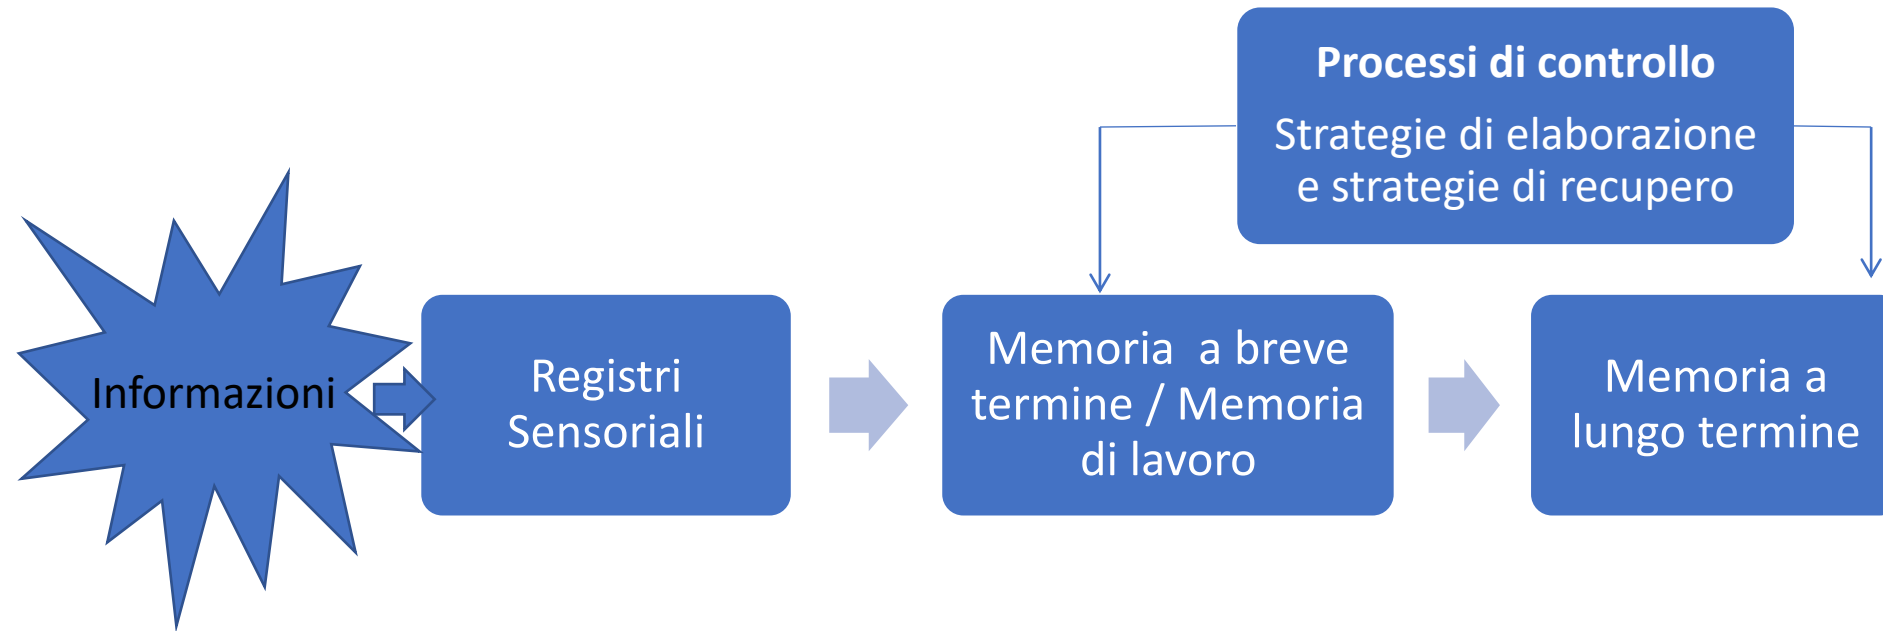 Processi di controllo
Strategie di elaborazione
e strategie di recupero
Informazioni
Registri
Sensoriali
Memoria  a breve
termine / Memoria
di lavoro
Memoria a
lungo termine